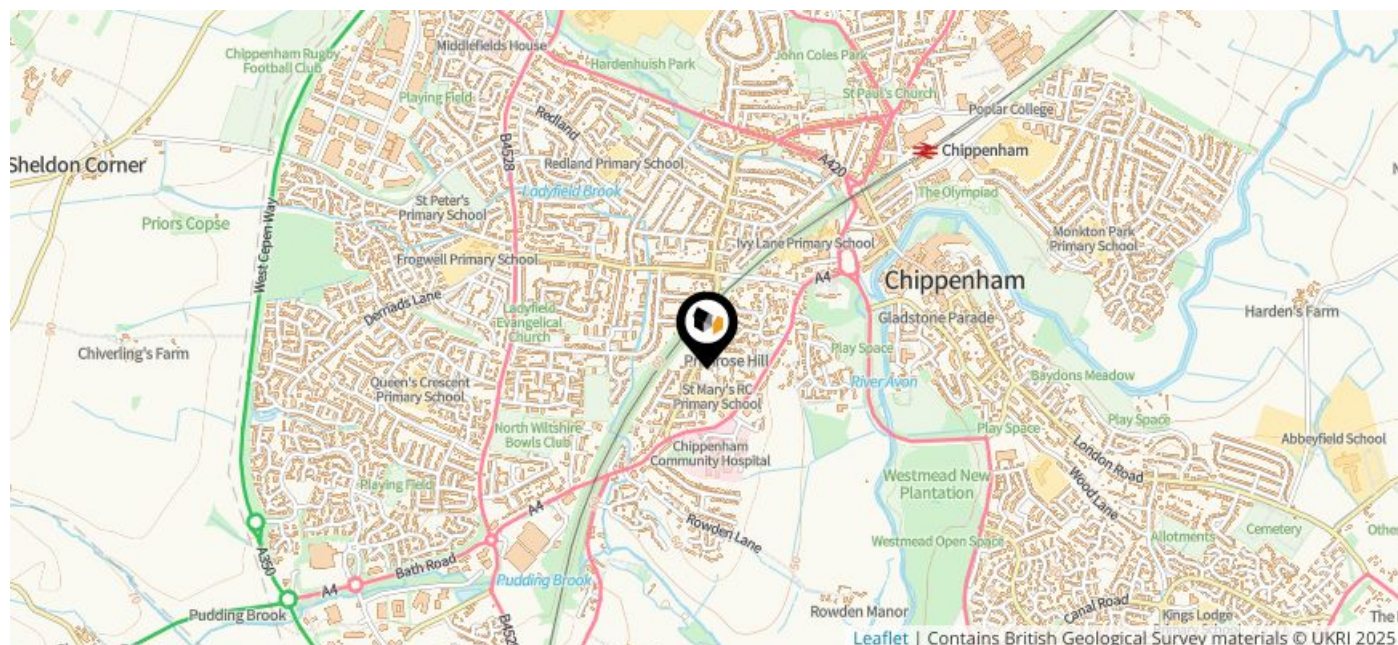 Chippenham Rugby
Football Club
Middlefields House
Hardenhuish Park
John Coles Park
St Paul's Church
Playing Field
Poplar College
Redland
B4528
A420
Chippenham
Sheldon Corner
Redland Primary School
Ladyfield Brook
The Olympiad
St Peter's
Primary School
Priors Copse
West Cepen Way
Frogwell Primary School
Ivy Lane Primary School
Monkton Park
Primary School
A4
Chippenham
Derriads Lane
Ladyfield
Evangelical
Church
Gladstone Parade
Harden's Farm
Chiverling's Farm
Play Space
Primrose Hill
River Avon
Baydons Meadow
Queen's Crescent
Primary School
St Mary's RC
Primary School
Play Space
Play Space
North Wiltshire
Bowls Club
Chippenham
Community Hospital
London Road
Abbeyfield School
Wood Lane
Westmead New
Plantation
Playing Field
A4
Rowden Lane
Westmead Open Space
Allotments
Cemetery
Othe
A350
Bath Road
Pudding Brook
A4
Pudding Brook
B452
Rowden Manor
Canal Road
Kings Lodge
The
Leaflet | Contains British Geological Survey materials © UKRI 2025